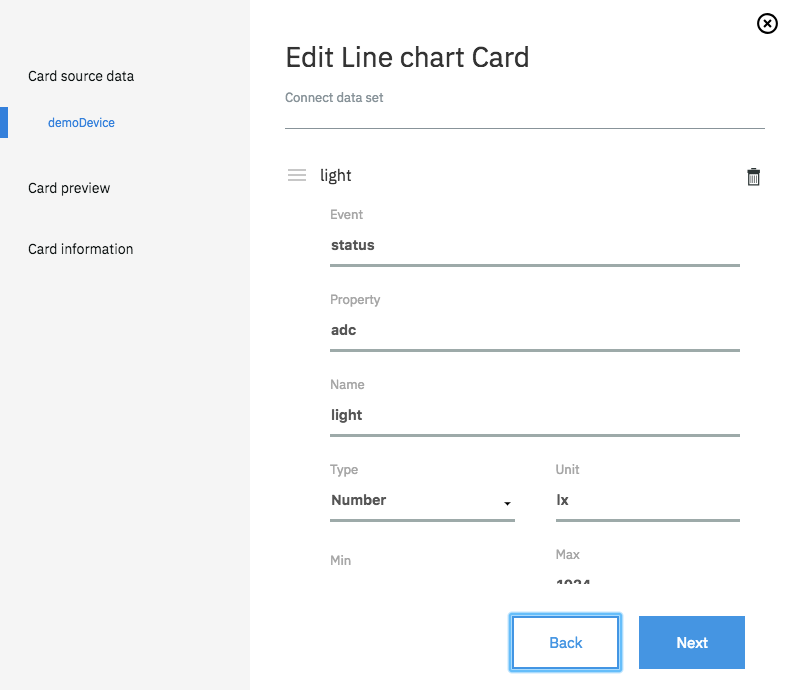 Card source data
demoDevice
Card preview
Card information
Edit Line chart Card
Connect data set
light
Event
status
Property
adc
Name
light
Type
Unit
Number
lx
Min
Max
1024
Back
Next